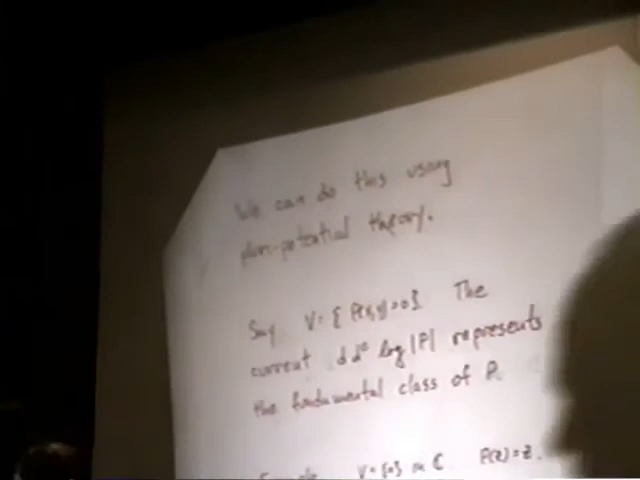 We can do this using
pluri-potential theory.
Say V = { P(x,y)=0}. The
current dd^c log|P| represents
the fundamental class of P.
V={0} in C. P(z)=z.